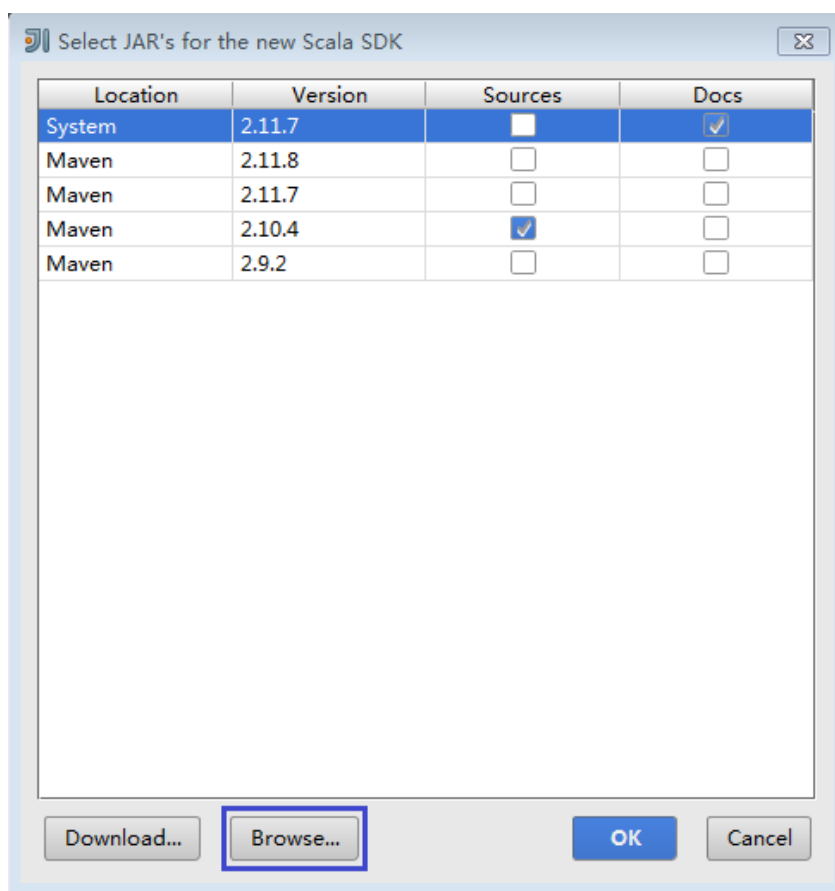 Select JAR's for the new Scala SDK
Location Version Sources Docs
System 2.11.7
Maven 2.11.8
Maven 2.11.7
Maven 2.10.4
Maven 2.9.2
Download... Browse... OK Cancel